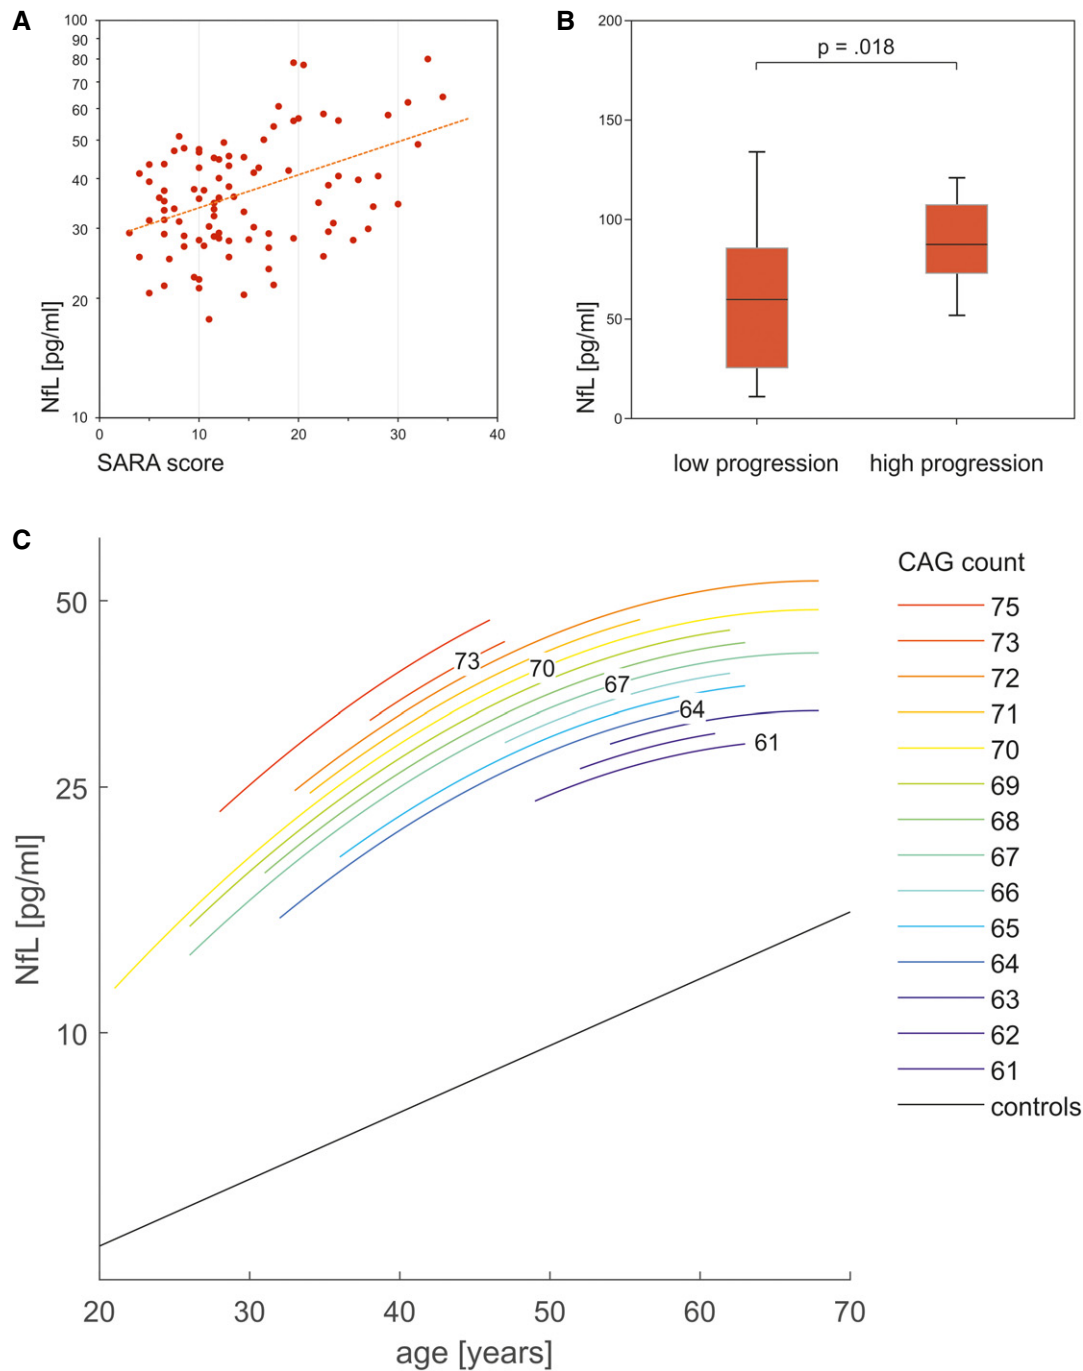 A
100
90
80
70
60
50
40
30
20
10
NfL [pg/ml]
0 10 20 30 40
SARA score
B
200
150
100
50
0
NfL [pg/ml]
p = .018
low progression high progression
C
50
25
10
NfL [pg/ml]
73
70
67
64
61
20 30 40 50 60 70
age [years]
CAG count
75
73
72
71
70
69
68
67
66
65
64
63
62
61
controls